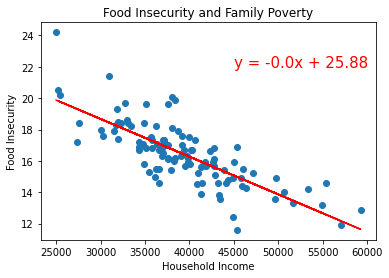 Food Insecurity and Family Poverty
y = -0.0x + 25.88
Food Insecurity
24
22
20
18
16
14
12
25000 30000 35000 40000 45000 50000 55000 60000
Household Income